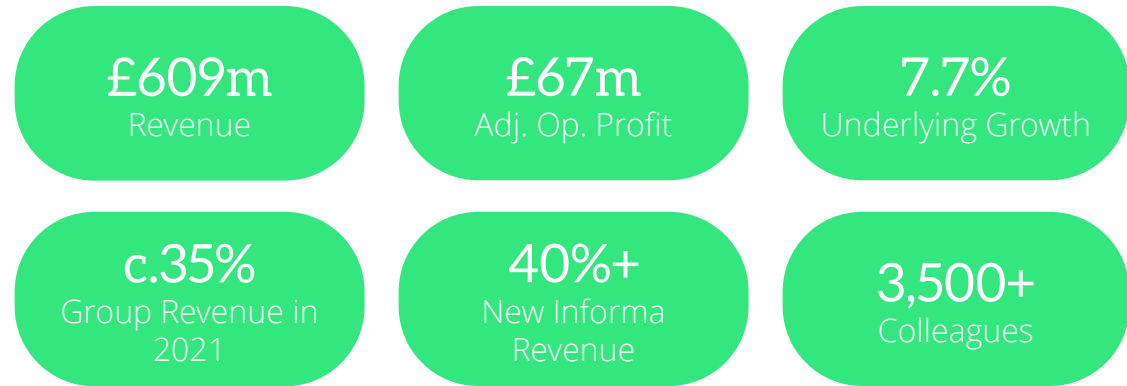 £609m
Revenue
£67m
Adj. Op. Profit
7.7%
Underlying Growth
c.35%
Group Revenue in
2021
40%+
New Informa
Revenue
3,500+
Colleagues